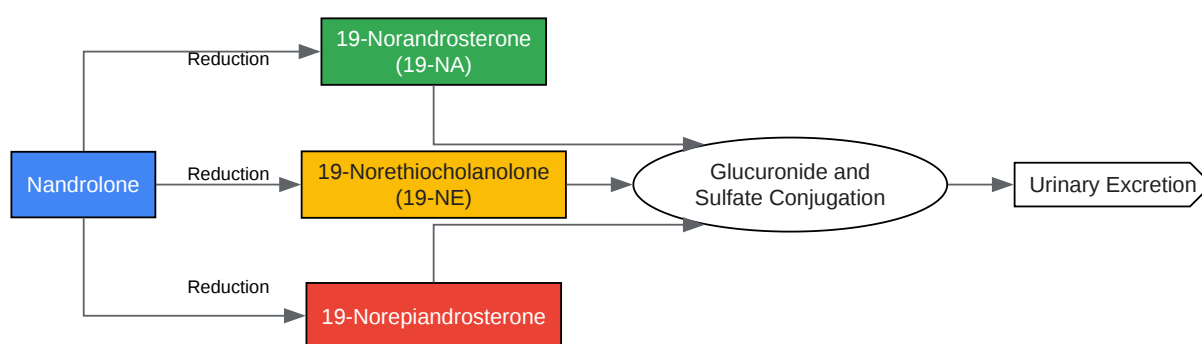 19-Norandrosterone
(19-NA)
Reduction
Nandrolone
Reduction
19-Norethiocholanolone
(19-NE)
Glucuronide and
Sulfate Conjugation
Urinary Excretion
Reduction
19-Norepiandrosterone